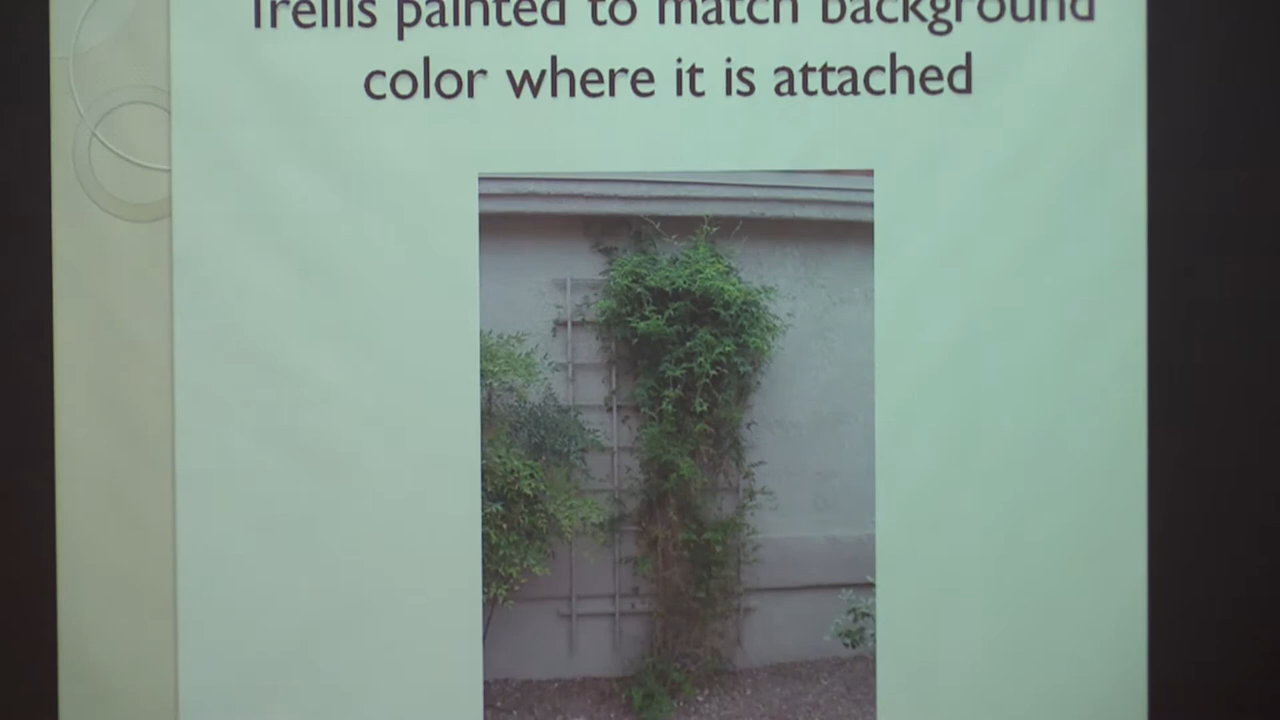 Trellis painted to match background
color where it is attached